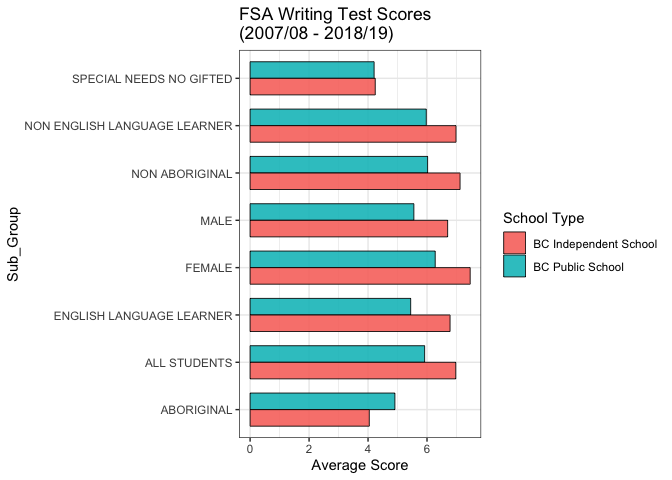 FSA Writing Test Scores
(2007/08 - 2018/19)
SPECIAL NEEDS NO GIFTED
NON ENGLISH LANGUAGE LEARNER
NON ABORIGINAL
MALE
FEMALE
ENGLISH LANGUAGE LEARNER
ALL STUDENTS
ABORIGINAL
Sub_Group
0 2 4 6
Average Score
School Type
BC Independent School
BC Public School